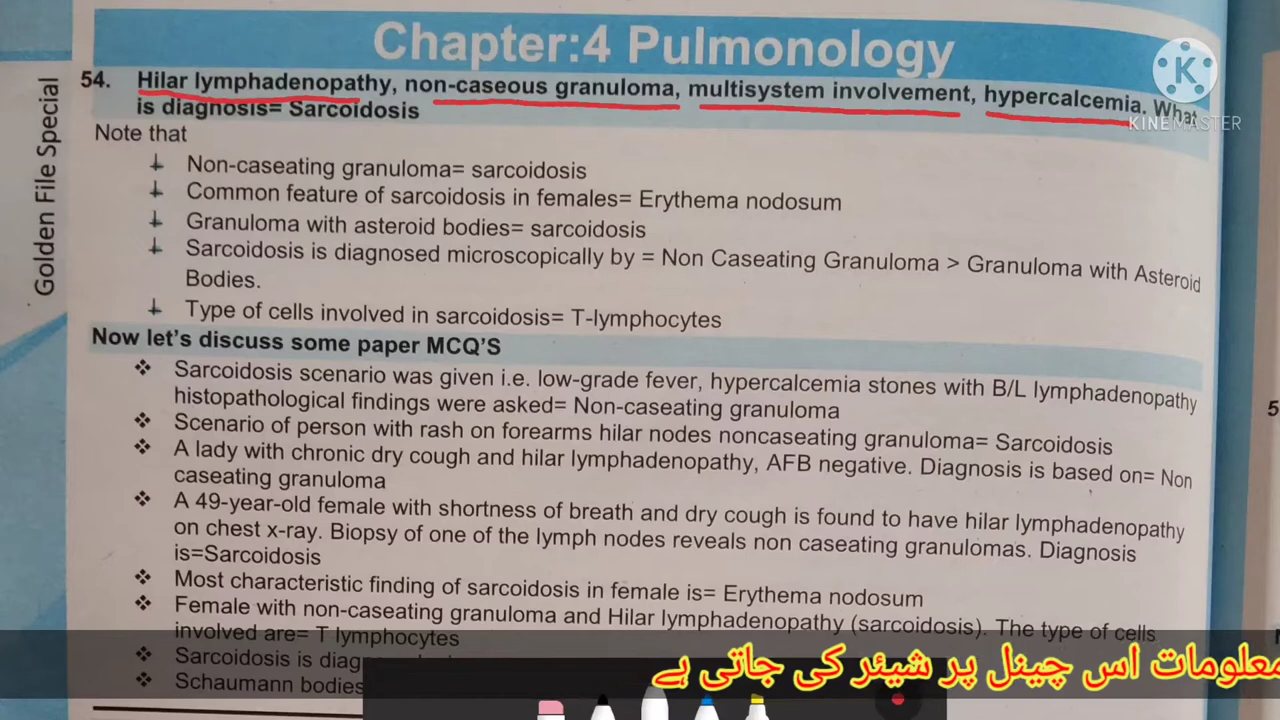 Chapter:4 Pulmonology
Golden File Special
54. Hilar lymphadenopathy, non-caseous granuloma, multisystem involvement, hypercalcemia. What
is diagnosis= Sarcoidosis
KINEMASTER
Note that
Non-caseating granuloma= sarcoidosis
Common feature of sarcoidosis in females= Erythema nodosum
Granuloma with asteroid bodies= sarcoidosis
Sarcoidosis is diagnosed microscopically by = Non Caseating Granuloma > Granuloma with Asteroid
Bodies.
Type of cells involved in sarcoidosis= T-lymphocytes
Now let's discuss some paper MCQ'S
Sarcoidosis scenario was given i.e. low-grade fever, hypercalcemia stones with B/L lymphadenopathy
histopathological findings were asked= Non-caseating granuloma
Scenario of person with rash on forearms hilar nodes noncaseating granuloma= Sarcoidosis
A lady with chronic dry cough and hilar lymphadenopathy, AFB negative. Diagnosis is based on= Non
caseating granuloma
A 49-year-old female with shortness of breath and dry cough is found to have hilar lymphadenopathy
on chest x-ray. Biopsy of one of the lymph nodes reveals non caseating granulomas. Diagnosis
is=Sarcoidosis
Most characteristic finding of sarcoidosis in female is= Erythema nodosum
Female with non-caseating granuloma and Hilar lymphadenopathy (sarcoidosis). The type of cells
involved are= T lymphocytes
Sarcoidosis is
Schaumann bodies
معلومات اس چینل پر شیئر کی جاتی ہے
K
5